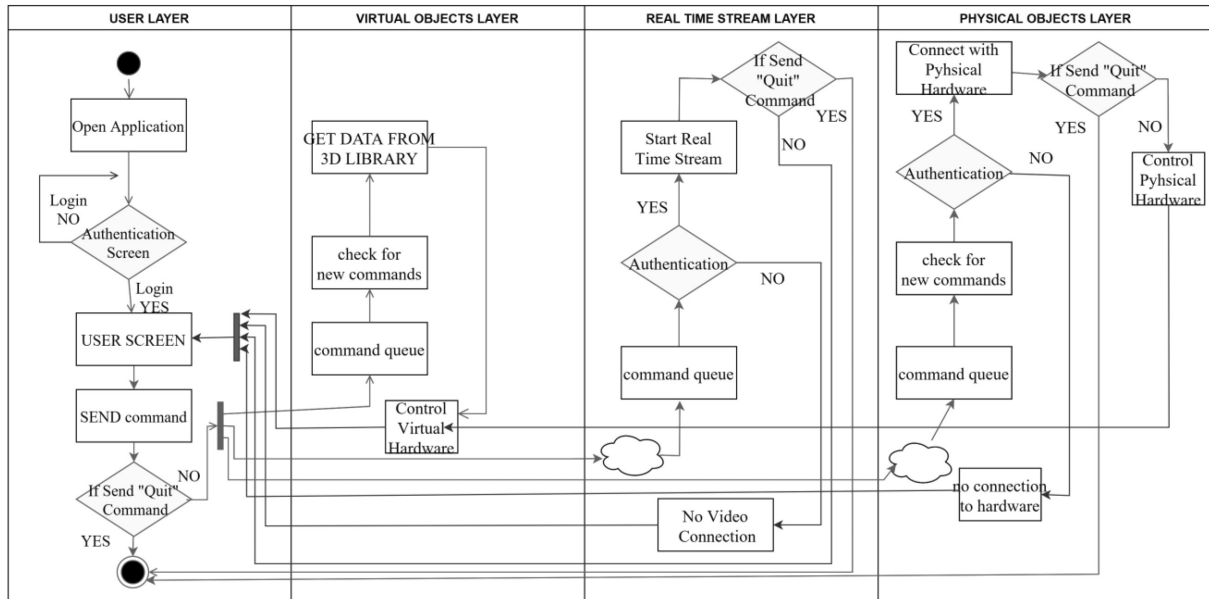 USER LAYER
VIRTUAL OBJECTS LAYER
REAL TIME STREAM LAYER
PHYSICAL OBJECTS LAYER
Open Application
Login
NO
Authentication
Screen
Login
YES
USER SCREEN
SEND command
If Send "Quit"
Command
NO
YES
GET DATA FROM
3D LIBRARY
check for
new commands
command queue
Control
Virtual
Hardware
If Send
"Quit"
Command
YES
NO
Start Real
Time Stream
YES
Authentication
NO
command queue
No Video
Connection
Connect with
Pyhsical
Hardware
If Send "Quit"
Command
YES
NO
YES
NO
Control
Pyhsical
Hardware
Authentication
check for
new commands
command queue
no connection
to hardware